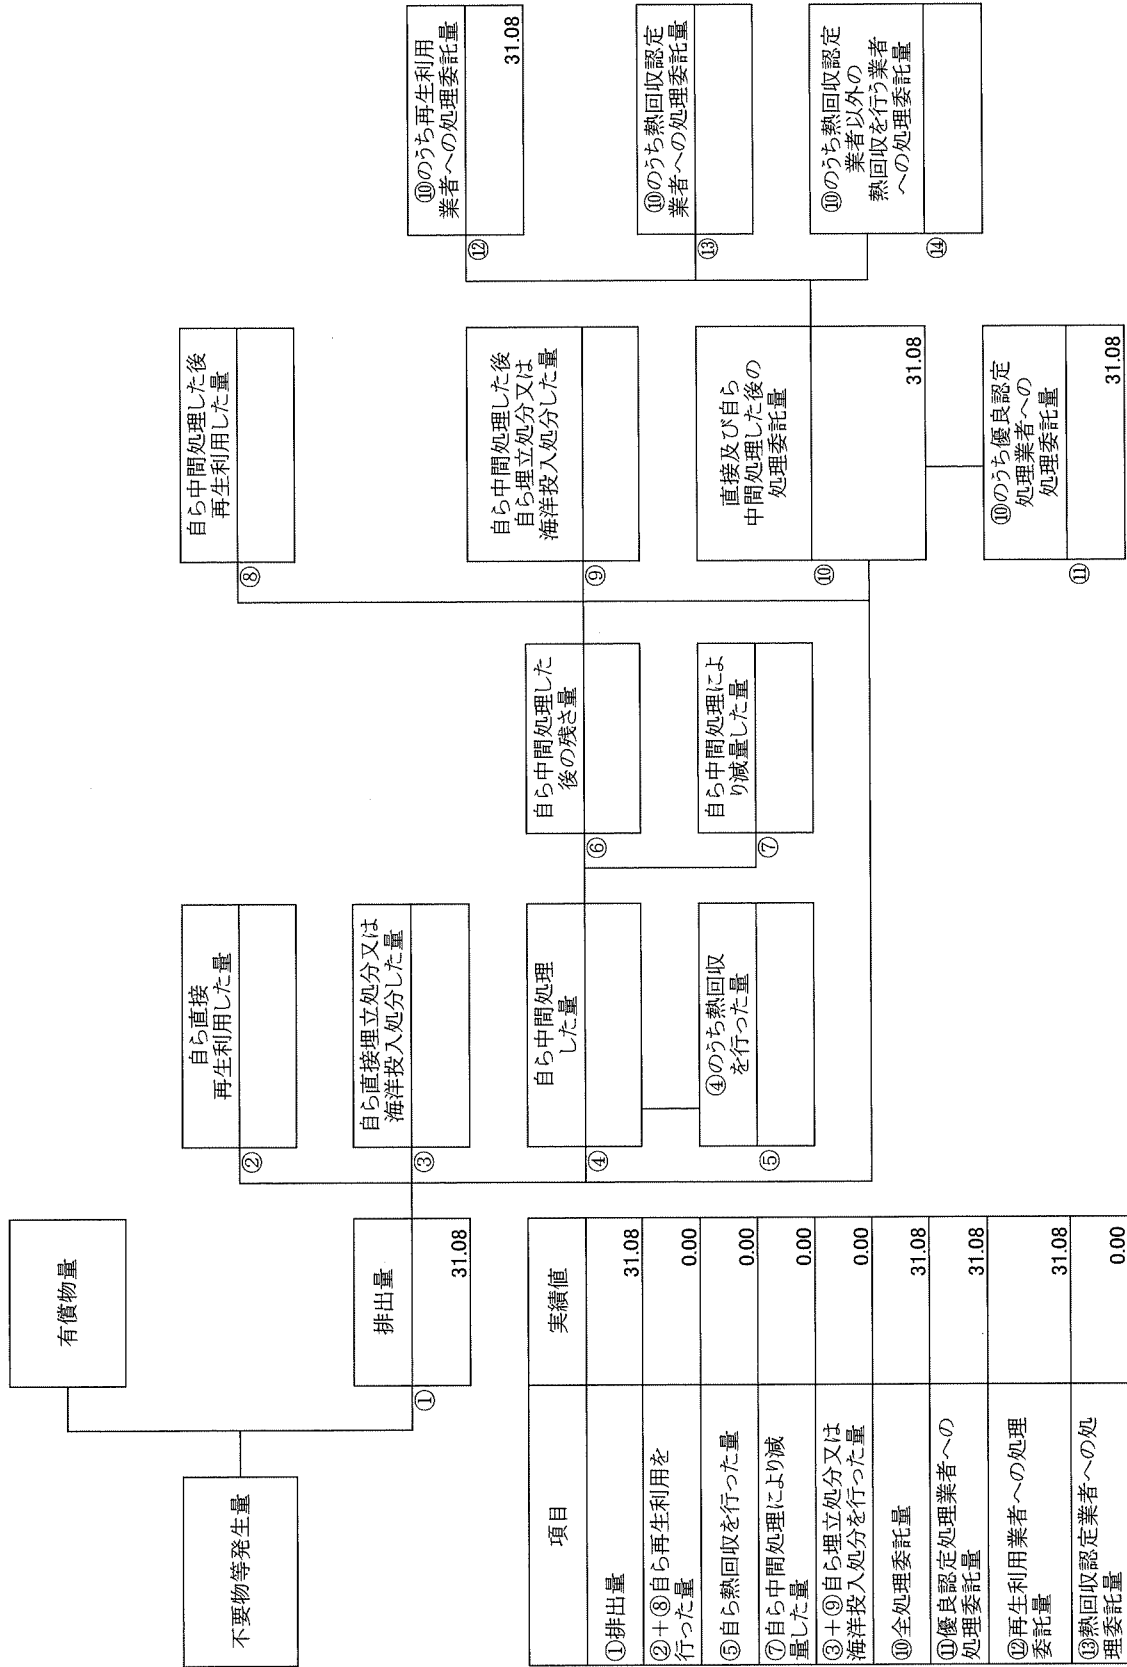 不要物等発生量
有償物量
①
排出量
31.08
②
自ら直接
再生利用した量
③
自ら直接埋立処分又は
海洋投入処分した量
④
自ら中間処理
した量
⑤
④のうち熱回収
を行った量
⑥
自ら中間処理した
後の残さ量
⑦
自ら中間処理によ
り減量した量
⑧
自ら中間処理した後
再生利用した量
⑨
自ら中間処理した後
自ら埋立処分又は
海洋投入処分した量
⑩
直接及び自ら
中間処理した後の
処理委託量
31.08
⑪
⑩のうち優良認定
処理業者への
処理委託量
31.08
⑫
⑩のうち再生利用
業者への処理委託量
31.08
⑬
⑩のうち熱回収認定
業者への処理委託量
⑭
⑩のうち熱回収認定
業者以外の
熱回収を行う業者
への処理委託量
項目 実績値
①排出量 31.08
②+⑧自ら再生利用を
行った量 0.00
⑤自ら熱回収を行った量 0.00
⑦自ら中間処理により減
量した量 0.00
③+⑨自ら埋立処分又は
海洋投入処分を行った量 0.00
⑩全処理委託量 31.08
⑪優良認定処理業者への
処理委託量 31.08
⑫再生利用業者への処理
委託量 31.08
⑬熱回収認定業者への処
理委託量 0.00